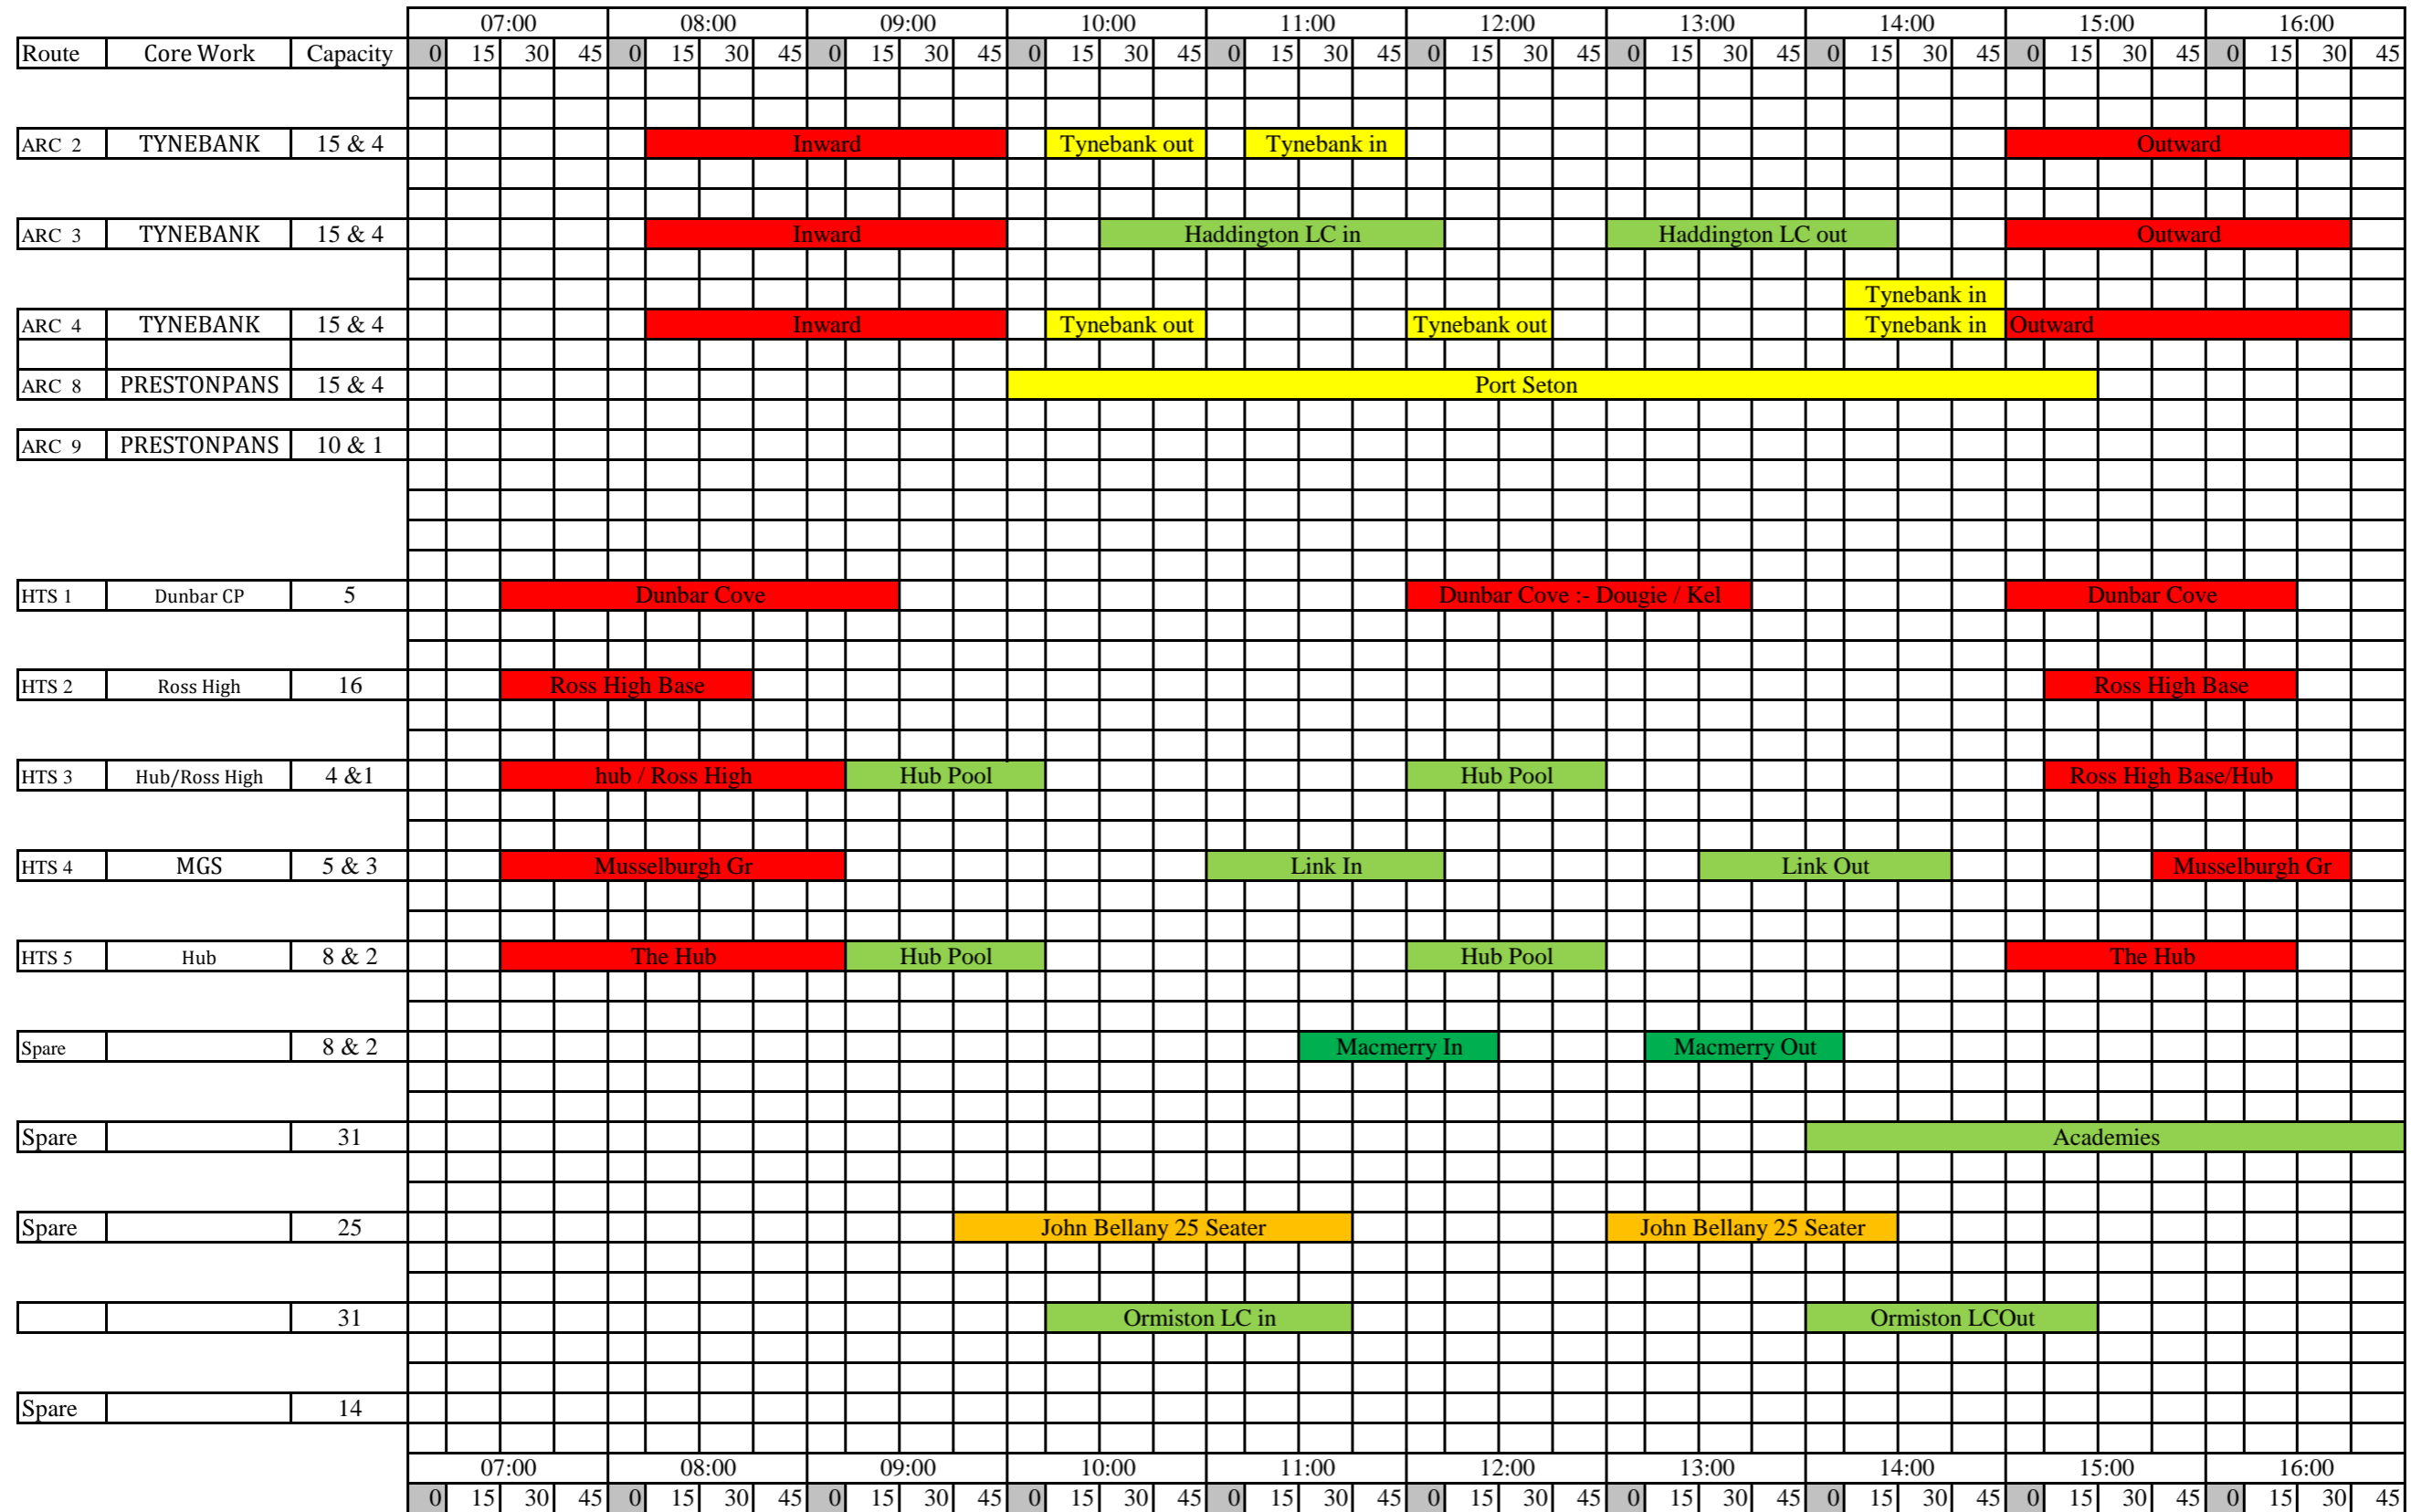 07:00 08:00 09:00 10:00 11:00 12:00 13:00 14:00 15:00 16:00
Route Core Work Capacity 0 15 30 45 0 15 30 45 0 15 30 45 0 15 30 45 0 15 30 45 0 15 30 45 0 15 30 45 0 15 30 45 0 15 30 45 0 15 30 45
ARC 2 TYNEBANK 15 & 4 Inward Tynebank out Tynebank in Outward
ARC 3 TYNEBANK 15 & 4 Inward Haddington LC in Haddington LC out Outward
Tynebank in
ARC 4 TYNEBANK 15 & 4 Inward Tynebank out Tynebank out Tynebank in Outward
ARC 8 PRESTONPANS 15 & 4 Port Seton
ARC 9 PRESTONPANS 10 & 1
HTS 1 Dunbar CP 5 Dunbar Cove Dunbar Cove :- Dougie / Kel Dunbar Cove
HTS 2 Ross High 16 Ross High Base Ross High Base
HTS 3 Hub/Ross High 4 &1 hub / Ross High Hub Pool Hub Pool Ross High Base/Hub
HTS 4 MGS 5 & 3 Musselburgh Gr Link In Link Out Musselburgh Gr
HTS 5 Hub 8 & 2 The Hub Hub Pool Hub Pool The Hub
Spare 8 & 2 Macmerry In Macmerry Out
Spare 31 Academies
Spare 25 John Bellany 25 Seater John Bellany 25 Seater
31 Ormiston LC in Ormiston LCOut
Spare 14
07:00 08:00 09:00 10:00 11:00 12:00 13:00 14:00 15:00 16:00
0 15 30 45 0 15 30 45 0 15 30 45 0 15 30 45 0 15 30 45 0 15 30 45 0 15 30 45 0 15 30 45 0 15 30 45 0 15 30 45